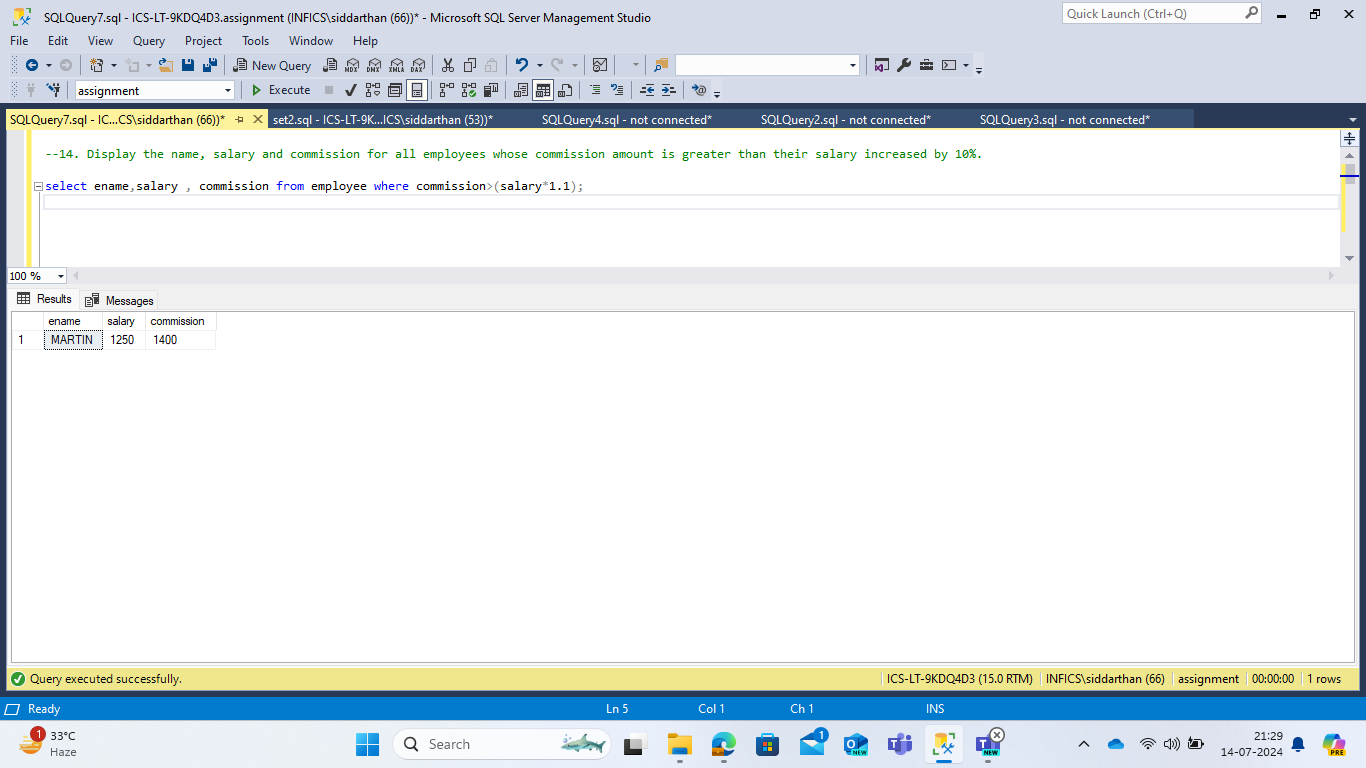 SQLQuery7.sql - ICS-LT-9KDQ4D3.assignment (INFICS\siddarthan (66))* - Microsoft SQL Server Management Studio
Quick Launch (Ctrl+Q)
File Edit View Query Project Tools Window Help
New Query MDX DMX XMLA DAX
assignment Execute
SQLQuery7.sql - IC...CS\siddarthan (66))* set2.sql - ICS-LT-9K...ICS\siddarthan (53))* SQLQuery4.sql - not connected* SQLQuery2.sql - not connected* SQLQuery3.sql - not connected*
--14. Display the name, salary and commission for all employees whose commission amount is greater than their salary increased by 10%.
select ename,salary , commission from employee where commission>(salary*1.1);
100 %
Results Messages
ename salary commission
1 MARTIN 1250 1400
Query executed successfully. ICS-LT-9KDQ4D3 (15.0 RTM) INFICS\siddarthan (66) assignment 00:00:00 1 rows
Ready Ln 5 Col 1 Ch 1 INS
1 33°C
Haze
Search
1
NEW
NEW
21:29
14-07-2024
PRE